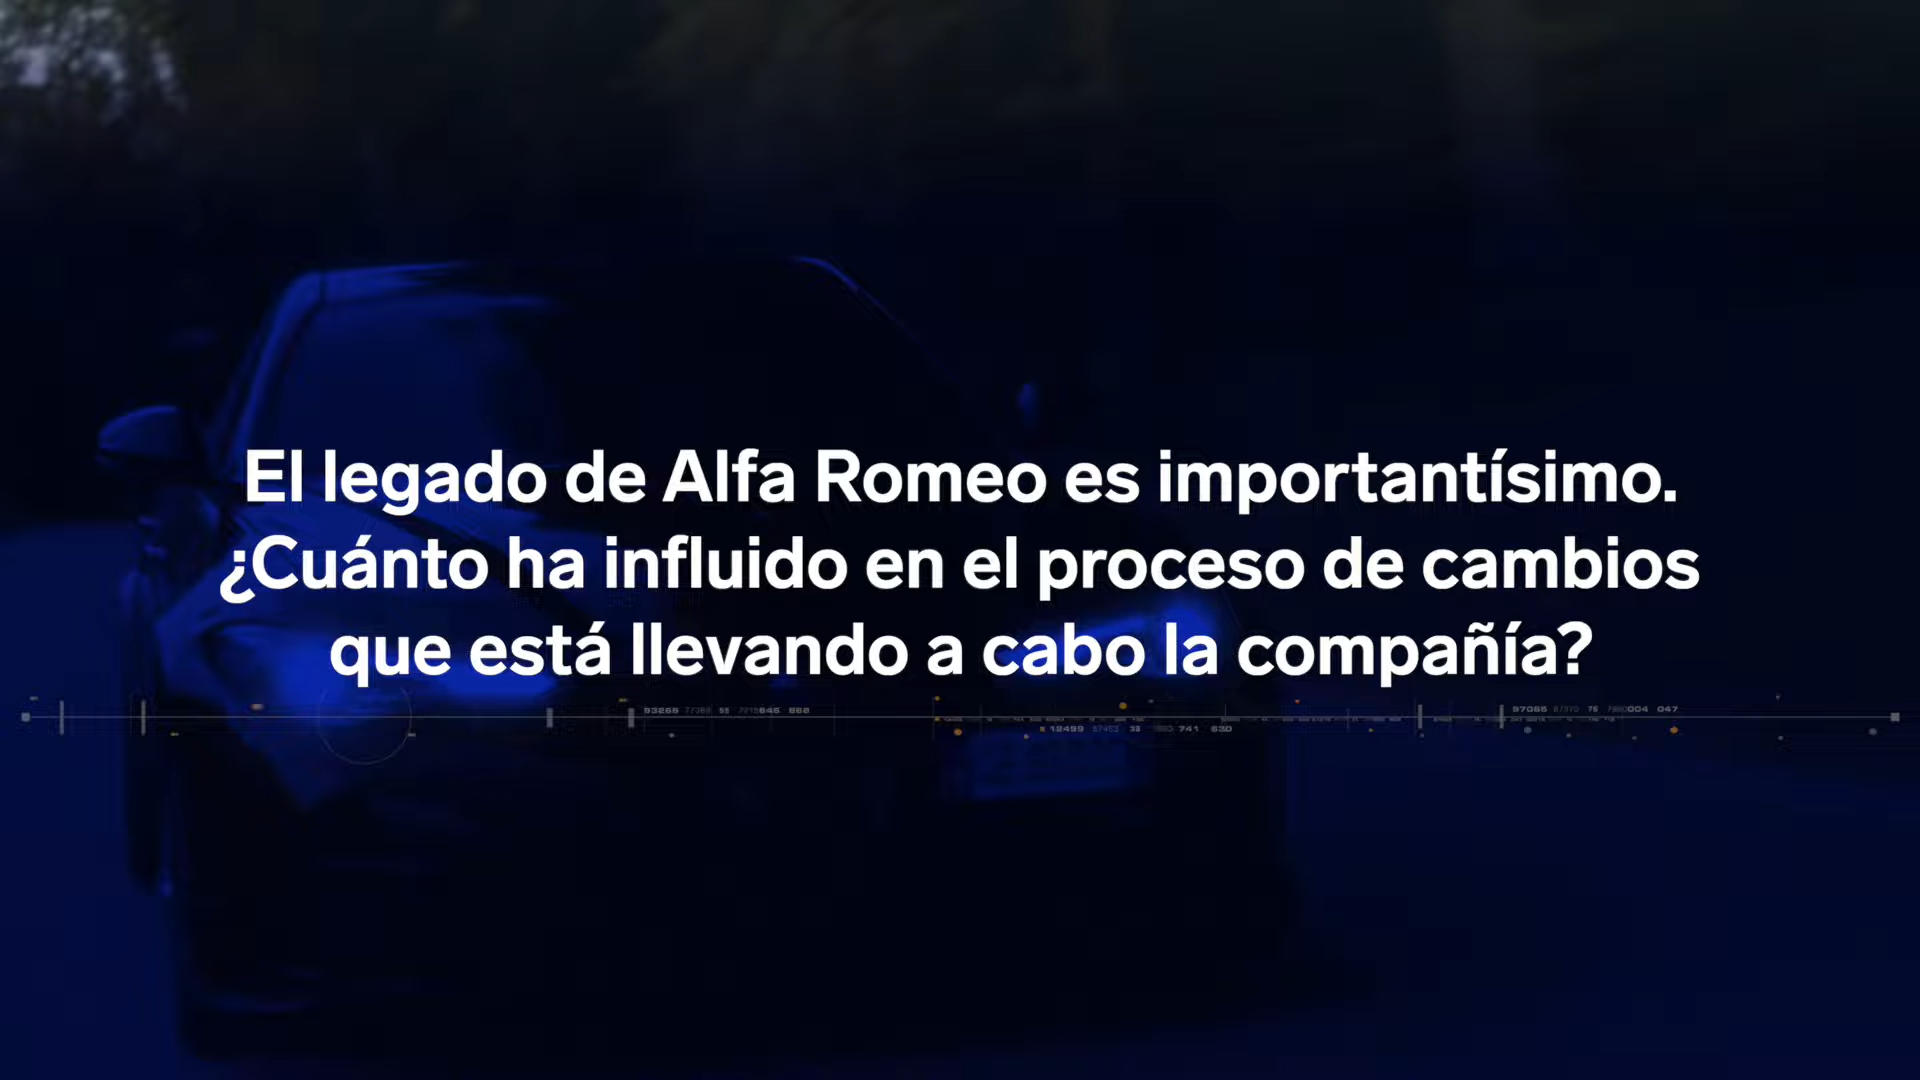 El legado de Alfa Romeo es importantísimo.
¿Cuánto ha influido en el proceso de cambios
que está llevando a cabo la compañía?